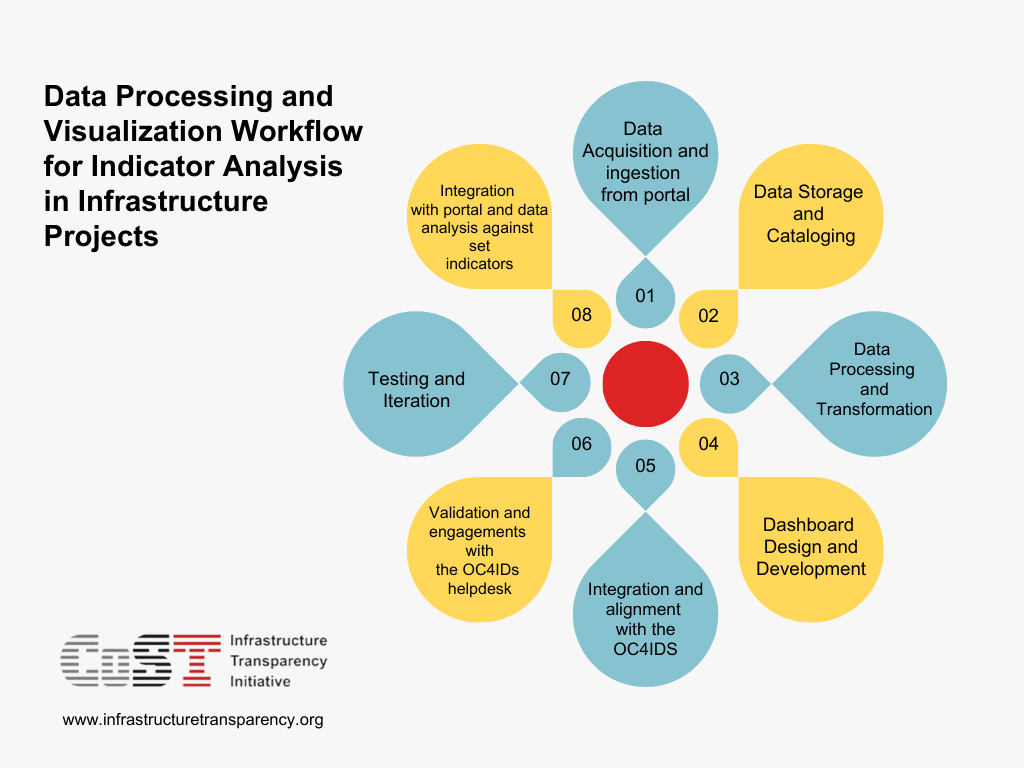 Data Processing and
Visualization Workflow
for Indicator Analysis
in Infrastructure
Projects
Data
Acquisition and
ingestion
from portal
01
Data Storage
and
Cataloging
02
Data
Processing
and
Transformation
03
Dashboard
Design and
Development
04
Integration and
alignment
with the
OC4IDS
05
Validation and
engagements
with
the OC4IDs
helpdesk
06
Testing and
Iteration
07
Integration
with portal and data
analysis against
set
indicators
08
CoST
Infrastructure
Transparency
Initiative
www.infrastructuretransparency.org